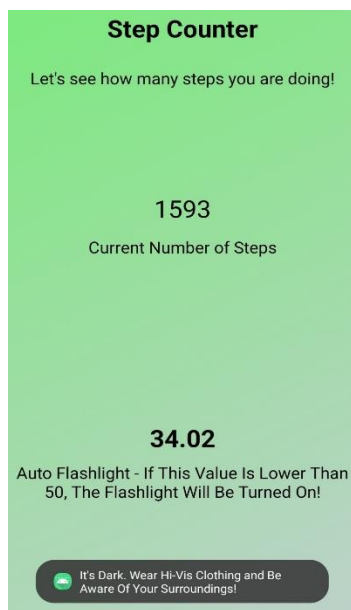 Step Counter
Let's see how many steps you are doing!
1593
Current Number of Steps
34.02
Auto Flashlight - If This Value Is Lower Than
50, The Flashlight Will Be Turned On!
It's Dark. Wear Hi-Vis Clothing and Be
Aware Of Your Surroundings!